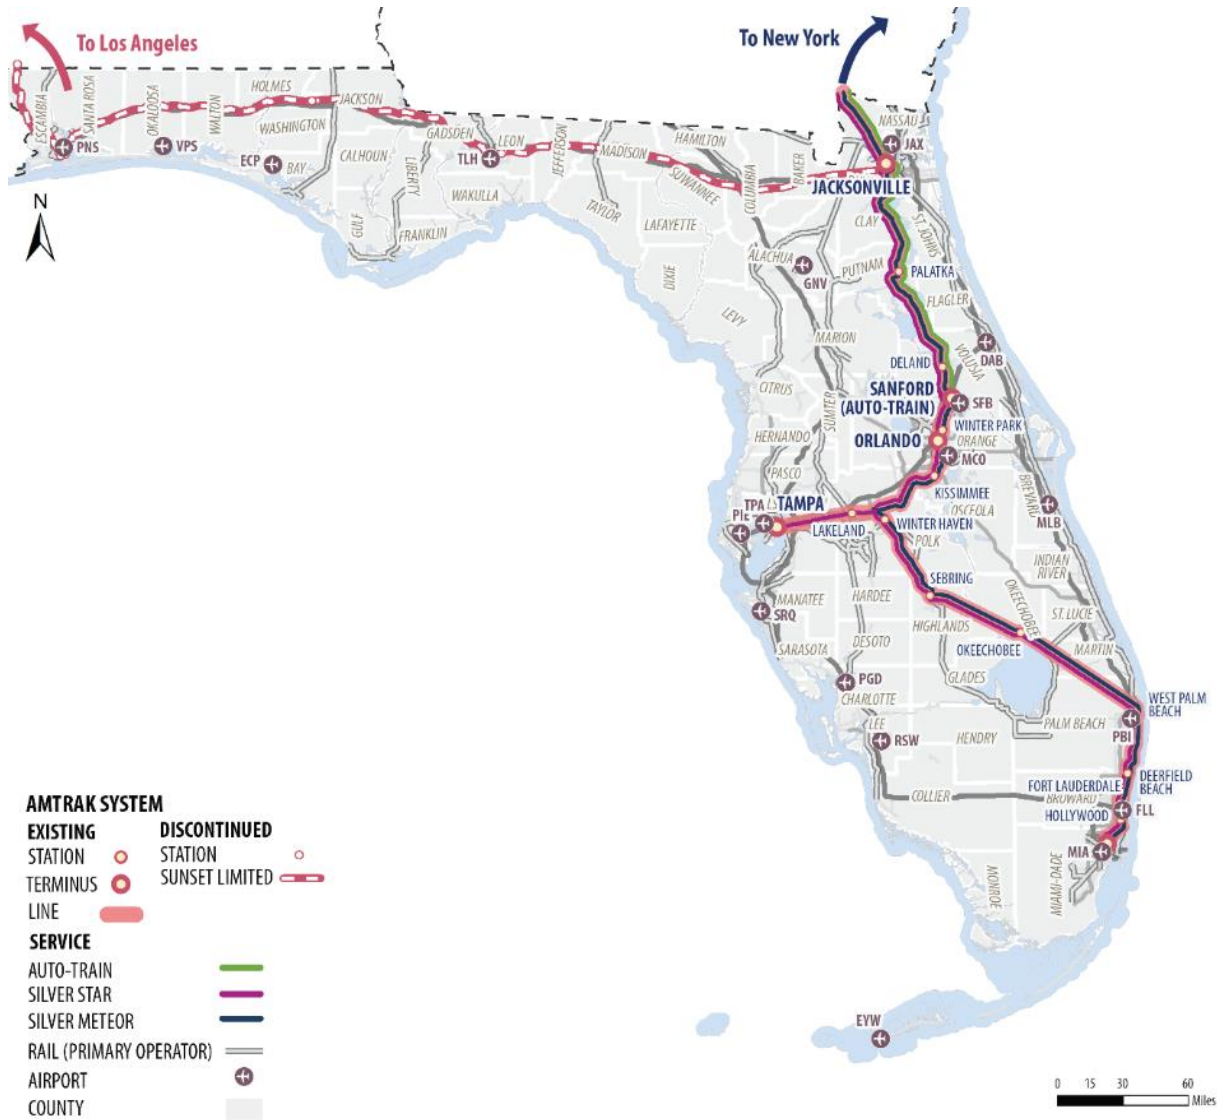 To Los Angeles
To New York
ESCAMBIA
SANTA ROSA
OKALOOSA
WALTON
HOLMES
JACKSON
WASHINGTON
PNS
VPS
ECP
BAY
CALHOUN
GADSDEN
LEON
TLH
LIBERTY
WAKULLA
GULF
FRANKLIN
JEFFERSON
MADISON
TAYLOR
HAMILTON
SUWANNEE
LAFAYETTE
COLUMBIA
BAKER
NASSAU
JAX
JACKSONVILLE
CLAY
ST. JOHNS
N
DIXIE
ALACHUA
GNV
PUTNAM
PALATKA
FLAGLER
LEVY
MARION
DELAND
VOLUSIA
DAB
CITRUS
SUMTER
SANFORD
(AUTO-TRAIN)
SFB
HERNANDO
WINTER PARK
ORLANDO
ORANGE
MCO
PASCO
KISSIMMEE
OSCEOLA
BREVARD
MLB
TPA
TAMPA
PIE
LAKELAND
WINTER HAVEN
POLK
INDIAN
RIVER
SEBRING
MANATEE
HARDEE
SRQ
HIGHLANDS
OKEECHOBEE
ST. LUCIE
DESOTO
OKEECHOBEE
MARTIN
SARASOTA
PGD
CHARLOTTE
GLADES
WEST PALM
BEACH
LEE
RSW
HENDRY
PALM BEACH
PBI
FORT LAUDERDALE
DEERFIELD
BEACH
COLLIER
BROWARD
HOLLYWOOD
FLL
MIA
MONROE
MIAMI-DADE
EYW
AMTRAK SYSTEM
EXISTING
DISCONTINUED
STATION
STATION
TERMINUS
SUNSET LIMITED
LINE
SERVICE
AUTO-TRAIN
SILVER STAR
SILVER METEOR
RAIL (PRIMARY OPERATOR)
AIRPORT
COUNTY
0 15 30 60
Miles